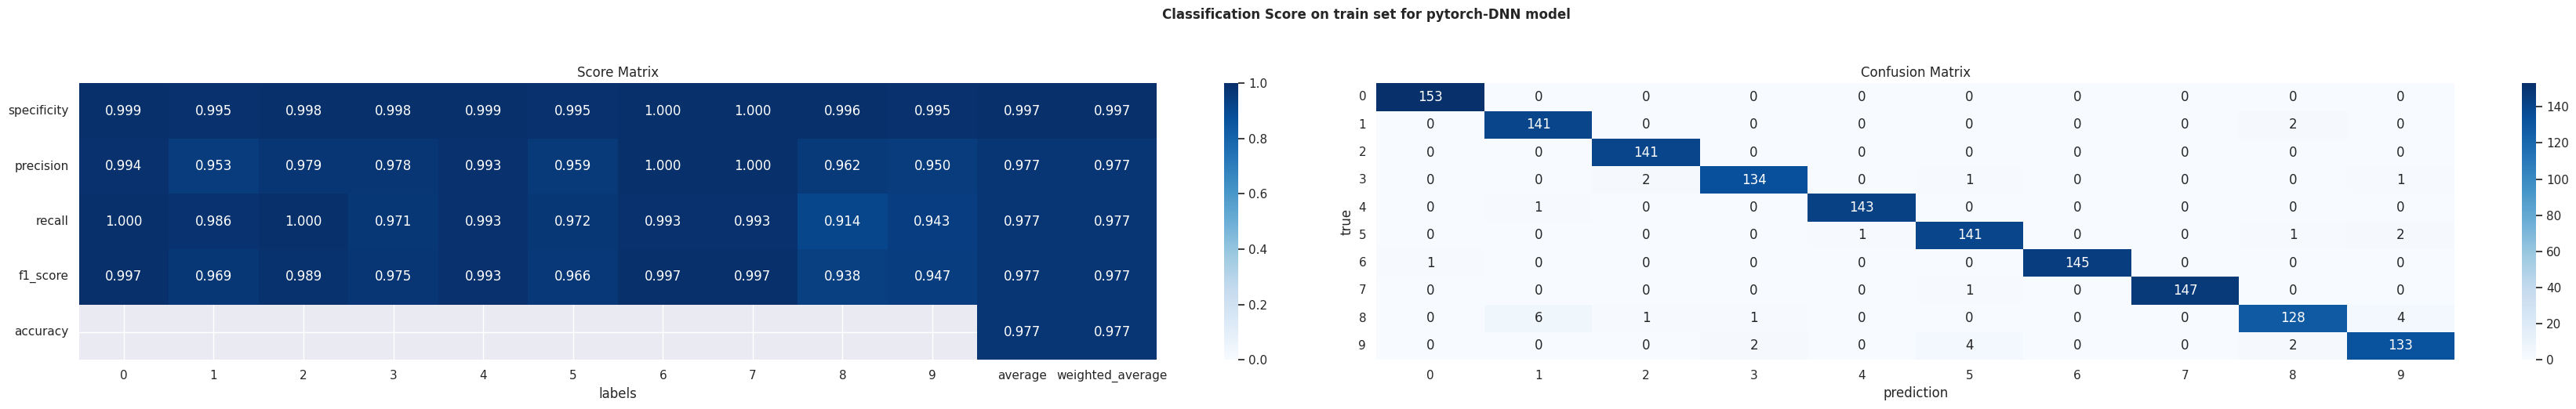 Classification Score on train set for pytorch-DNN model
Score Matrix
specificity 0.999 0.995 0.998 0.998 0.999 0.995 1.000 1.000 0.996 0.995 0.997 0.997
precision 0.994 0.953 0.979 0.978 0.993 0.959 1.000 1.000 0.962 0.950 0.977 0.977
recall 1.000 0.986 1.000 0.971 0.993 0.972 0.993 0.993 0.914 0.943 0.977 0.977
f1_score 0.997 0.969 0.989 0.975 0.993 0.966 0.997 0.997 0.938 0.947 0.977 0.977
accuracy 0.977 0.977
0 1 2 3 4 5 6 7 8 9 average weighted_average
labels
1.0
0.8
0.6
0.4
0.2
0.0
Confusion Matrix
true
0 153 0 0 0 0 0 0 0 0 0
1 0 141 0 0 0 0 0 0 2 0
2 0 0 141 0 0 0 0 0 0 0
3 0 0 2 134 0 1 0 0 0 1
4 0 1 0 0 143 0 0 0 0 0
5 0 0 0 0 1 141 0 0 1 2
6 1 0 0 0 0 0 145 0 0 0
7 0 0 0 0 0 1 0 147 0 0
8 0 6 1 1 0 0 0 0 128 4
9 0 0 0 2 0 4 0 0 2 133
0 1 2 3 4 5 6 7 8 9
prediction
140
120
100
80
60
40
20
0